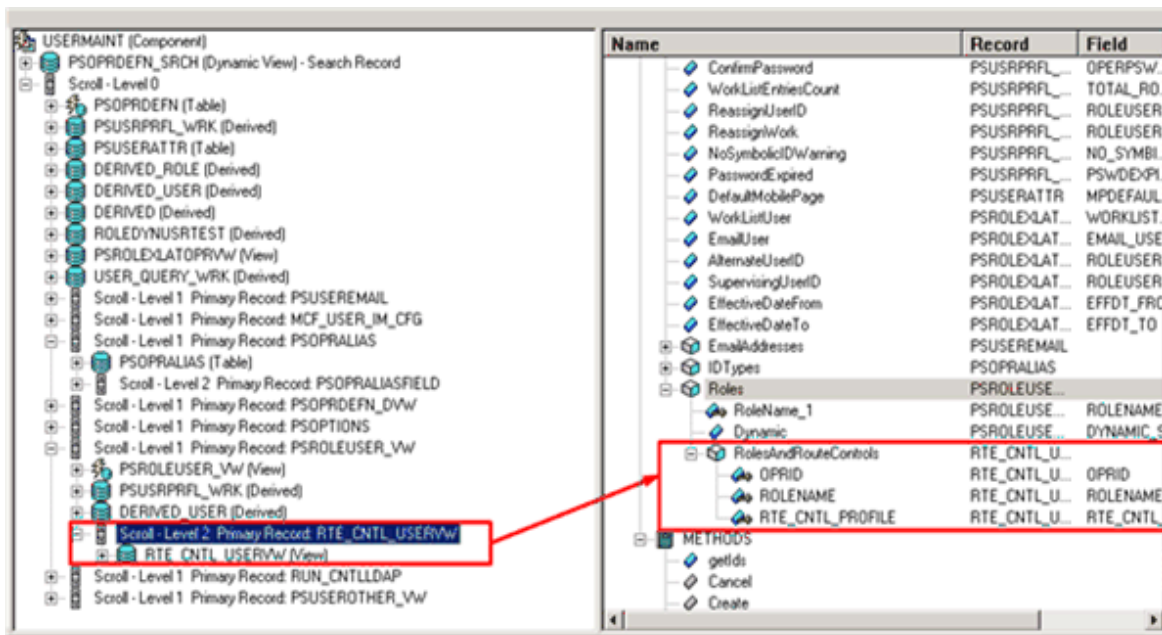 USERMAINT (Component)
PSOPRDEFN_SRCH (Dynamic View) - Search Record
Scroll - Level 0
PSOPRDEFN (Table)
PSUSRPRFL_WRK (Derived)
PSUSERATTR (Table)
DERIVED_ROLE (Derived)
DERIVED_USER (Derived)
DERIVED (Derived)
ROLEDYNUSRTEST (Derived)
PSROLEXLATOPRVW (View)
USER_QUERY_WRK (Derived)
Scroll - Level 1 Primary Record: PSUSEREMAIL
Scroll - Level 1 Primary Record: MCF_USER_IM_CFG
Scroll - Level 1 Primary Record: PSOPRALIAS
PSOPRALIAS (Table)
Scroll - Level 2 Primary Record: PSOPRALIASFIELD
Scroll - Level 1 Primary Record: PSOPRDEFN_DVW
Scroll - Level 1 Primary Record: PSOPTIONS
Scroll - Level 1 Primary Record: PSROLEUSER_VW
PSROLEUSER_VW (View)
PSUSRPRFL_WRK (Derived)
DERIVED_USER (Derived)
Scroll - Level 2 Primary Record: RTE_CNTL_USERVW
RTE_CNTL_USERVW (View)
Scroll - Level 1 Primary Record: RUN_CNTLLDAP
Scroll - Level 1 Primary Record: PSUSEROTHER_VW
Name Record Field
ConfirmPassword PSUSRPRFL_... OPERPSW.
WorkListEntriesCount PSUSRPRFL_... TOTAL_RO.
ReassignUserID PSUSRPRFL_... ROLEUSER
ReassignWork PSUSRPRFL_... ROLEUSER
NoSymbolicIDWarning PSUSRPRFL_... NO_SYMBI.
PasswordExpired PSUSRPRFL_... PSWDEXPI.
DefaultMobilePage PSUSERATTR MPDEFAUL.
WorkListUser PSROLEXLAT... WORKLIST.
EmailUser PSROLEXLAT... EMAIL_USE
AlternateUserID PSROLEXLAT... ROLEUSER
SupervisingUserID PSROLEXLAT... ROLEUSER
EffectiveDateFrom PSROLEXLAT... EFFDT_FRO
EffectiveDateTo PSROLEXLAT... EFFDT_TO
EmailAddresses PSUSEREMAIL
IDTypes PSOPRALIAS
Roles PSROLEUSE...
RoleName_1 PSROLEUSE... ROLENAME
Dynamic PSROLEUSE... DYNAMIC_S
RolesAndRouteControls RTE_CNTL_U...
OPRID RTE_CNTL_U... OPRID
ROLENAME RTE_CNTL_U... ROLENAME
RTE_CNTL_PROFILE RTE_CNTL_U... RTE_CNTL_
METHODS
getIds
Cancel
Create